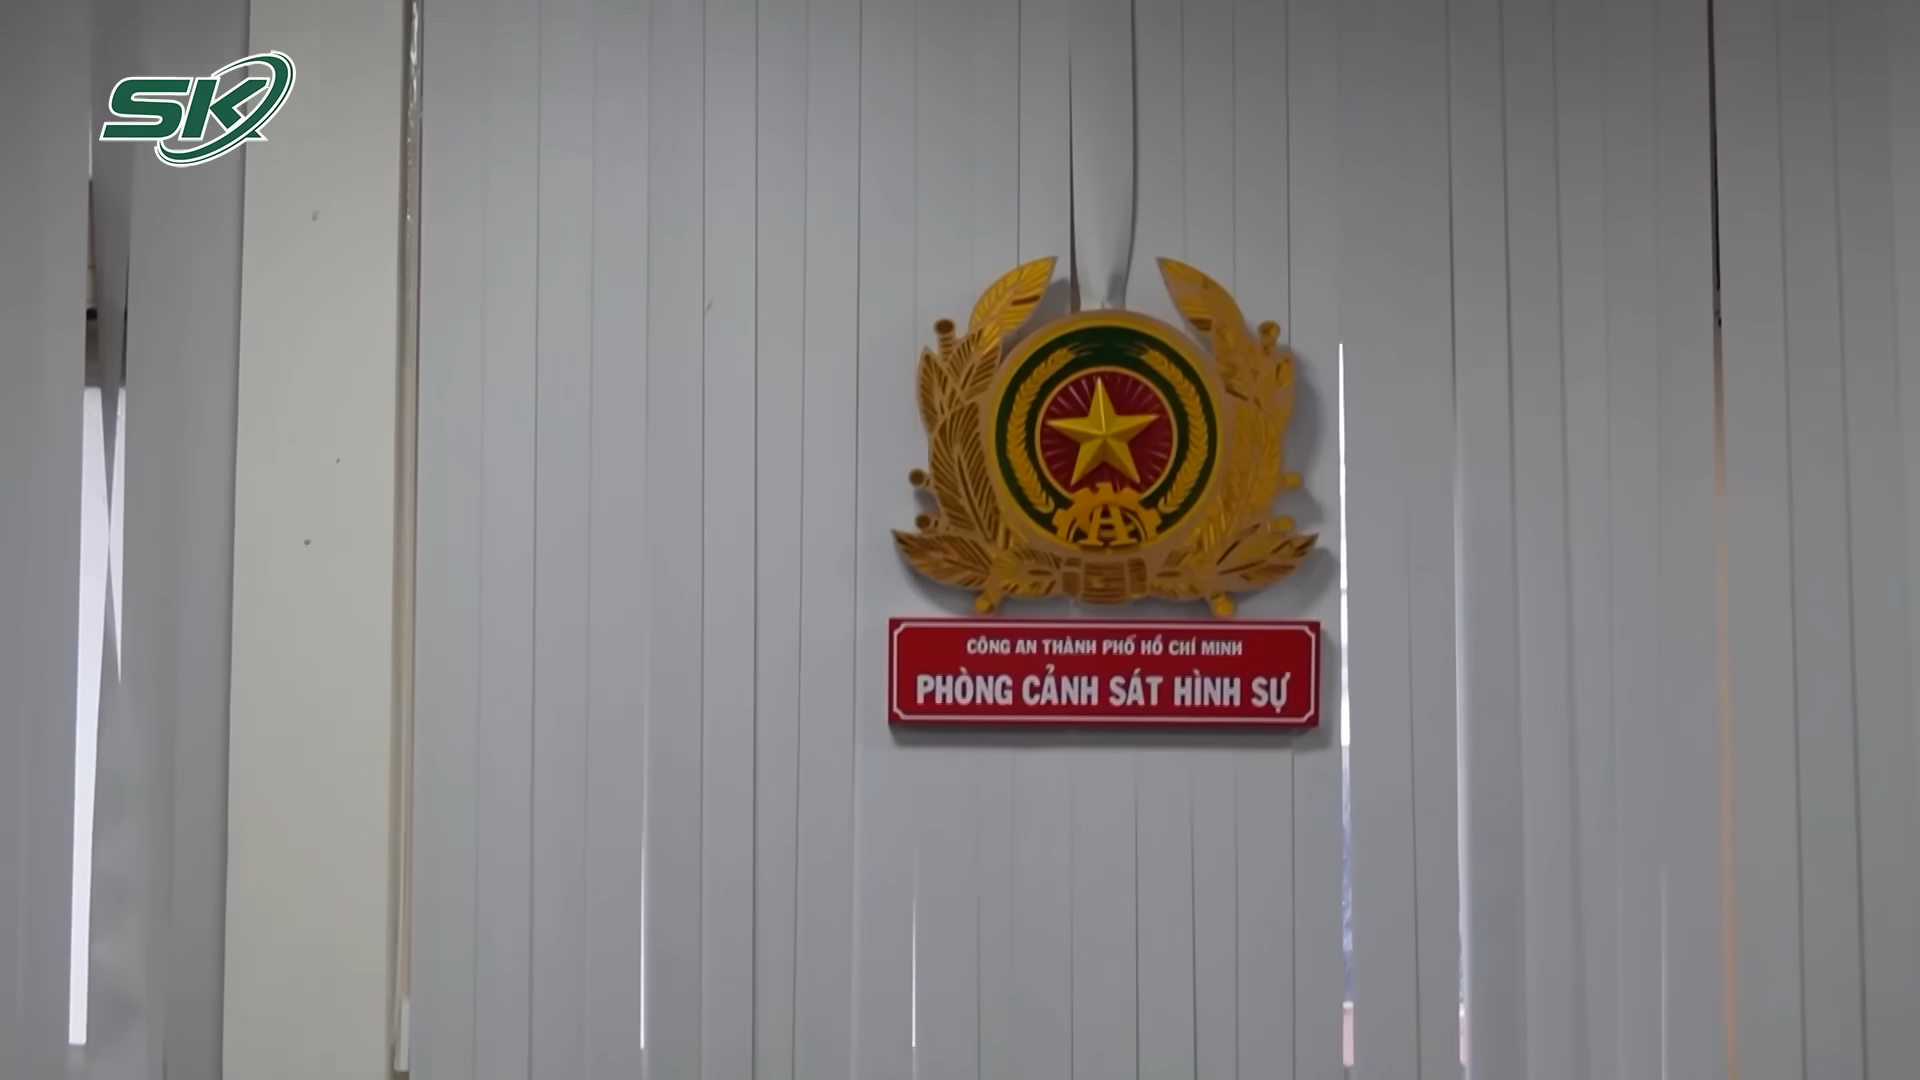 SK
CÔNG AN THÀNH PHỐ HỒ CHÍ MINH
PHÒNG CẢNH SÁT HÌNH SỰ